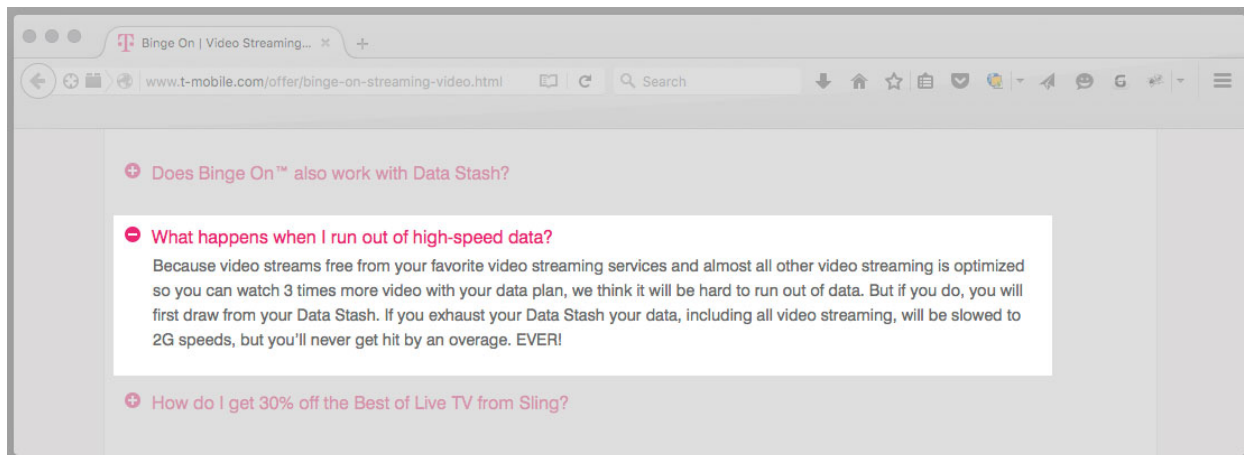 Binge On | Video Streaming...
www.t-mobile.com/offer/binge-on-streaming-video.html
Search
G
Does Binge On™ also work with Data Stash?
What happens when I run out of high-speed data?
Because video streams free from your favorite video streaming services and almost all other video streaming is optimized
so you can watch 3 times more video with your data plan, we think it will be hard to run out of data. But if you do, you will
first draw from your Data Stash. If you exhaust your Data Stash your data, including all video streaming, will be slowed to
2G speeds, but you'll never get hit by an overage. EVER!
How do I get 30% off the Best of Live TV from Sling?